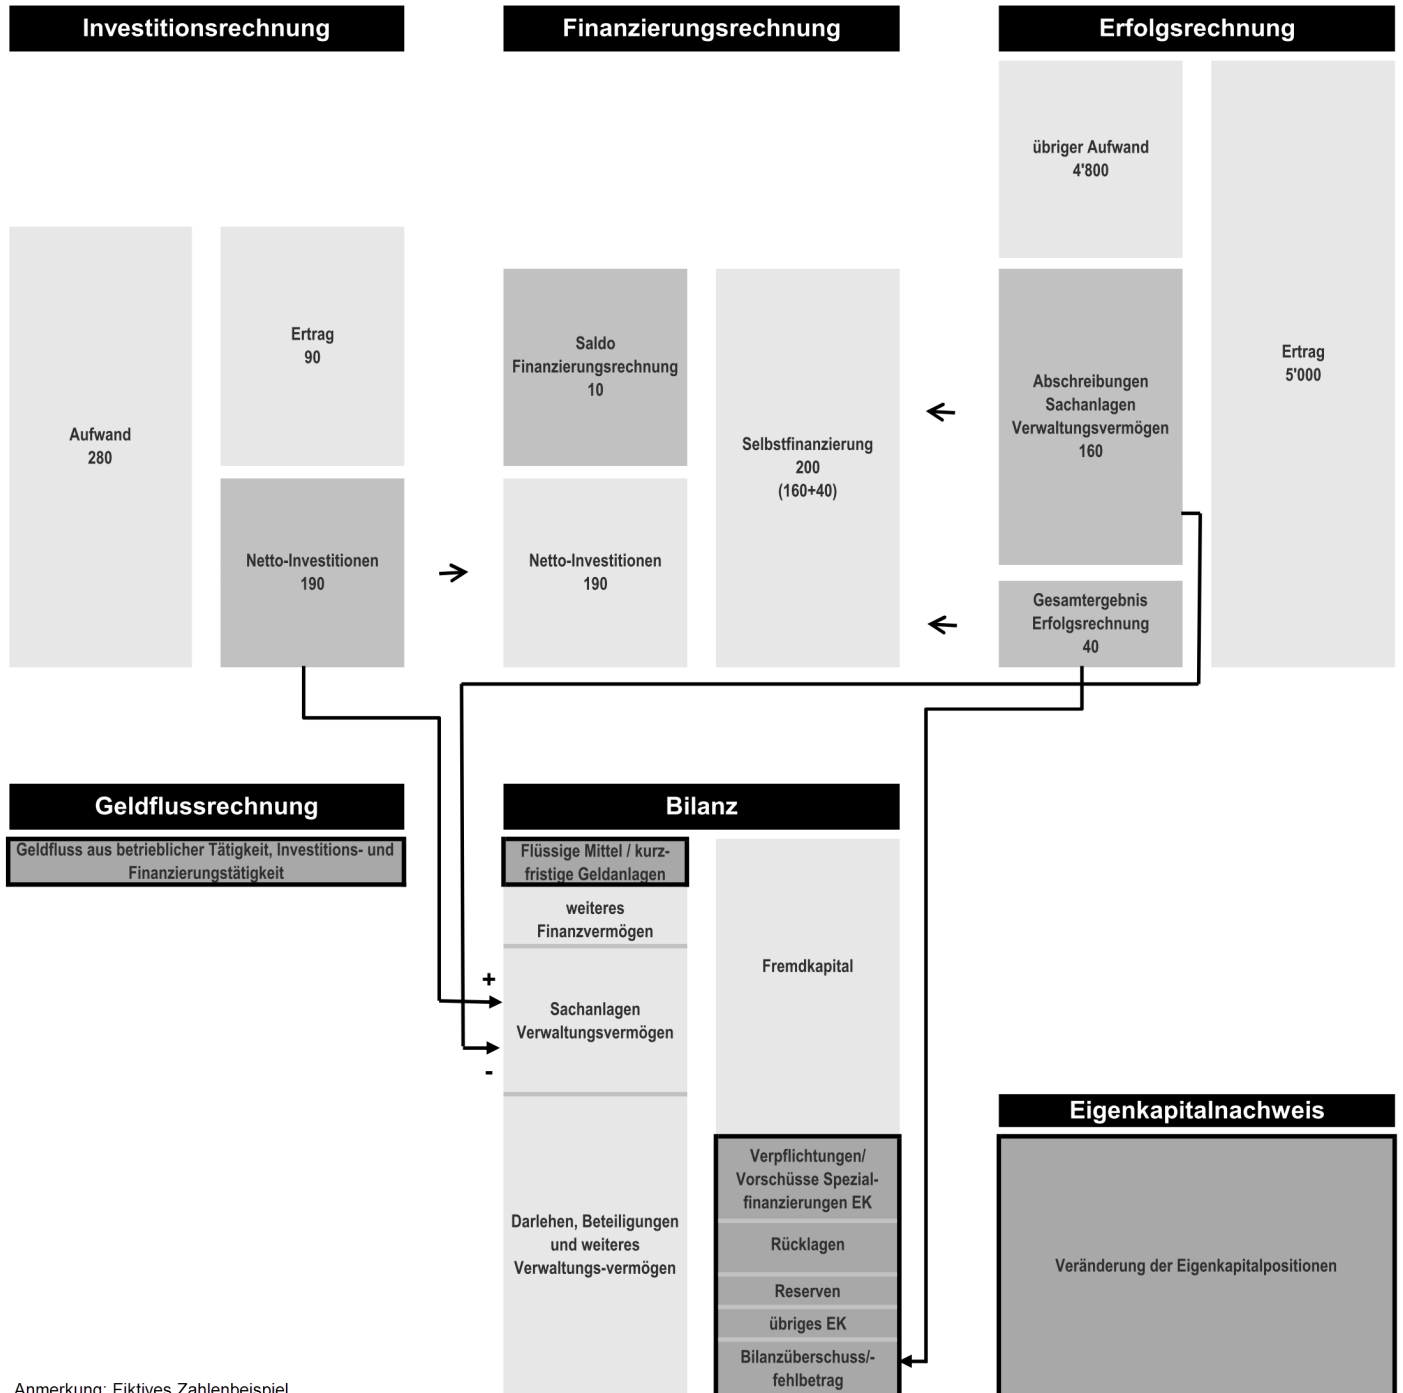 Investitionsrechnung
Finanzierungsrechnung
Erfolgsrechnung
Aufwand
280
Ertrag
90
Netto-Investitionen
190
Saldo
Finanzierungsrechnung
10
Netto-Investitionen
190
Selbstfinanzierung
200
(160+40)
übriger Aufwand
4'800
Abschreibungen
Sachanlagen
Verwaltungsvermögen
160
Gesamtergebnis
Erfolgsrechnung
40
Ertrag
5'000
Geldflussrechnung
Geldfluss aus betrieblicher Tätigkeit, Investitions- und
Finanzierungstätigkeit
Bilanz
Flüssige Mittel / kurz-
fristige Geldanlagen
weiteres
Finanzvermögen
+
Sachanlagen
Verwaltungsvermögen
-
Darlehen, Beteiligungen
und weiteres
Verwaltungs-vermögen
Fremdkapital
Verpflichtungen/
Vorschüsse Spezial-
finanzierungen EK
Rücklagen
Reserven
übriges EK
Bilanzüberschuss/-
fehlbetrag
Eigenkapitalnachweis
Veränderung der Eigenkapitalpositionen
Anmerkung: Fiktives Zahlenbeispiel